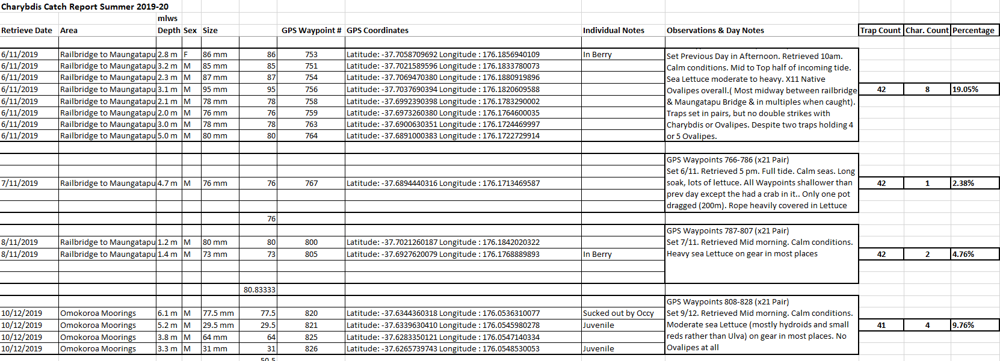 Charybdis Catch Report Summer 2019-20
mlws
Retrieve Date Area Depth Sex Size GPS Waypoint # GPS Coordinates Individual Notes Observations & Day Notes Trap Count Char. Count Percentage
6/11/2019 Railbridge to Maungatapu 2.8 m F 86 mm 86 753 Latitude: -37.7058709692 Longitude : 176.1856940109 In Berry
6/11/2019 Railbridge to Maungatapu 3.2 m M 85 mm 85 751 Latitude: -37.7021589596 Longitude : 176.1833780073
6/11/2019 Railbridge to Maungatapu 2.3 m M 87 mm 87 754 Latitude: -37.7069470380 Longitude : 176.1880919896
6/11/2019 Railbridge to Maungatapu 3.1 m M 95 mm 95 756 Latitude: -37.7037690394 Longitude : 176.1820609588
6/11/2019 Railbridge to Maungatapu 2.1 m M 78 mm 78 758 Latitude: -37.6992390398 Longitude : 176.1783290002
6/11/2019 Railbridge to Maungatapu 2.0 m M 76 mm 76 759 Latitude: -37.6973260380 Longitude : 176.1764600035
6/11/2019 Railbridge to Maungatapu 3.0 m M 78 mm 78 763 Latitude: -37.6900630351 Longitude : 176.1724469997
6/11/2019 Railbridge to Maungatapu 5.0 m M 80 mm 80 764 Latitude: -37.6891000383 Longitude : 176.1722729914
Set Previous Day in Afternoon. Retrieved 10am.
Calm conditions. Mid to Top half of incoming tide.
Sea Lettuce moderate to heavy. X11 Native
Ovalipes overall.( Most midway between railbridge
& Maungatapu Bridge & in multiples when caught).
Traps set in pairs, but no double strikes with
Charybdis or Ovalipes. Despite two traps holding 4
or 5 Ovalipes.
42 8 19.05%
7/11/2019 Railbridge to Maungatapu 4.7 m M 76 mm 76 767 Latitude: -37.6894440316 Longitude : 176.1713469587
GPS Waypoints 766-786 (x21 Pair)
Set 6/11. Retrieved 5 pm. Full tide. Calm seas. Long
soak, lots of lettuce. All Waypoints shallower than
prev day except the had a crab in it.. Only one pot
dragged (200m). Rope heavily covered in Lettuce
42 1 2.38%
76
8/11/2019 Railbridge to Maungatapu 1.2 m M 80 mm 80 800 Latitude: -37.7021260187 Longitude : 176.1842020322
8/11/2019 Railbridge to Maungatapu 1.4 m M 73 mm 73 805 Latitude: -37.6927620079 Longitude : 176.1768889893 In Berry
GPS Waypoints 787-807 (x21 Pair)
Set 7/11. Retrieved Mid morning. Calm conditions.
Heavy sea Lettuce on gear in most places
42 2 4.76%
80.83333
10/12/2019 Omokoroa Moorings 6.1 m M 77.5 mm 77.5 820 Latitude: -37.6344360318 Longitude : 176.0536310077 Sucked out by Occy
10/12/2019 Omokoroa Moorings 5.2 m M 29.5 mm 29.5 821 Latitude: -37.6339630410 Longitude : 176.0545980278 Juvenile
10/12/2019 Omokoroa Moorings 3.8 m M 64 mm 64 825 Latitude: -37.6283350121 Longitude : 176.0547140334
10/12/2019 Omokoroa Moorings 3.3 m M 31 mm 31 826 Latitude: -37.6265739743 Longitude : 176.0548530053 Juvenile
GPS Waypoints 808-828 (x21 Pair)
Set 9/12. Retrieved Mid morning. Calm conditions.
Moderate sea Lettuce (mostly hydroids and small
reds rather than Ulva) on gear in most places. No
Ovalipes at all
41 4 9.76%
50.5